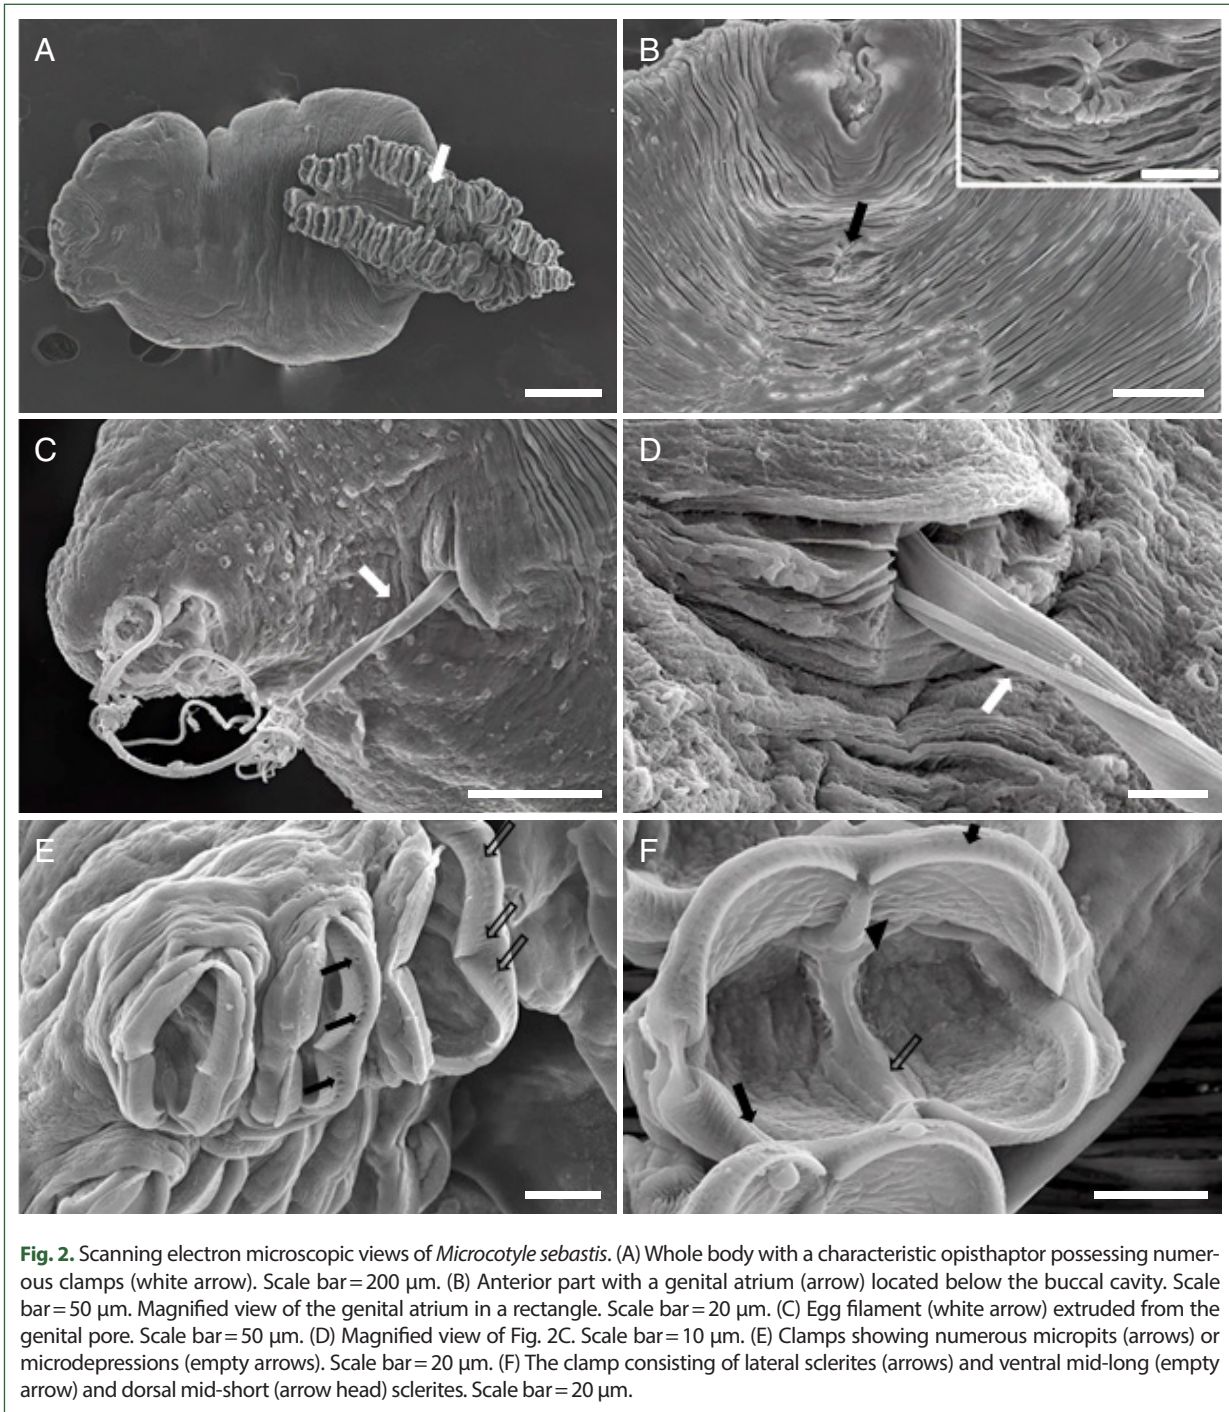 A
B
C
D
E
F
Fig. 2. Scanning electron microscopic views of Microcotyle sebastis. (A) Whole body with a characteristic opisthaptor possessing numer-
ous clamps (white arrow). Scale bar=200 μm. (B) Anterior part with a genital atrium (arrow) located below the buccal cavity. Scale
bar=50 μm. Magnified view of the genital atrium in a rectangle. Scale bar=20 μm. (C) Egg filament (white arrow) extruded from the
genital pore. Scale bar=50 μm. (D) Magnified view of Fig. 2C. Scale bar=10 μm. (E) Clamps showing numerous micropits (arrows) or
microdepressions (empty arrows). Scale bar=20 μm. (F) The clamp consisting of lateral sclerites (arrows) and ventral mid-long (empty
arrow) and dorsal mid-short (arrow head) sclerites. Scale bar=20 μm.